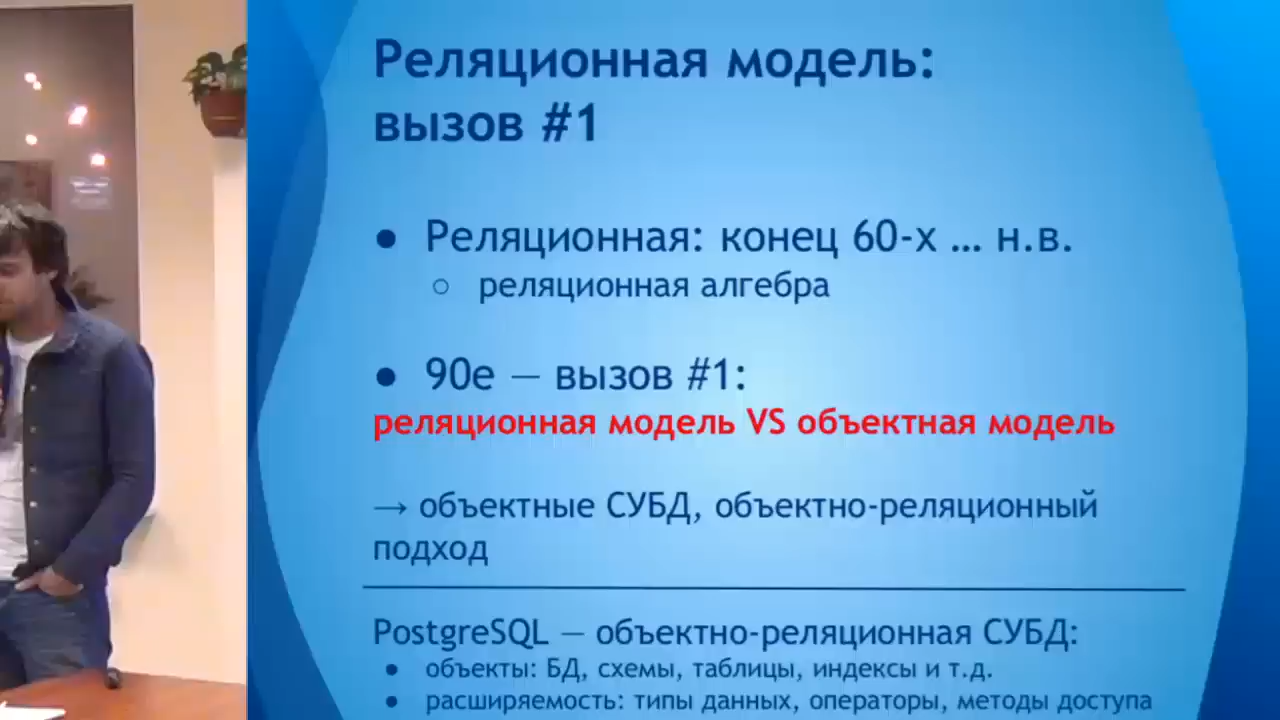 Реляционная модель:
вызов #1
● Реляционная: конец 60-х ... н.в.
○ реляционная алгебра
● 90е — вызов #1:
реляционная модель VS объектная модель
→ объектные СУБД, объектно-реляционный
подход
PostgreSQL — объектно-реляционная СУБД:
● объекты: БД, схемы, таблицы, индексы и т.д.
● расширяемость: типы данных, операторы, методы доступа